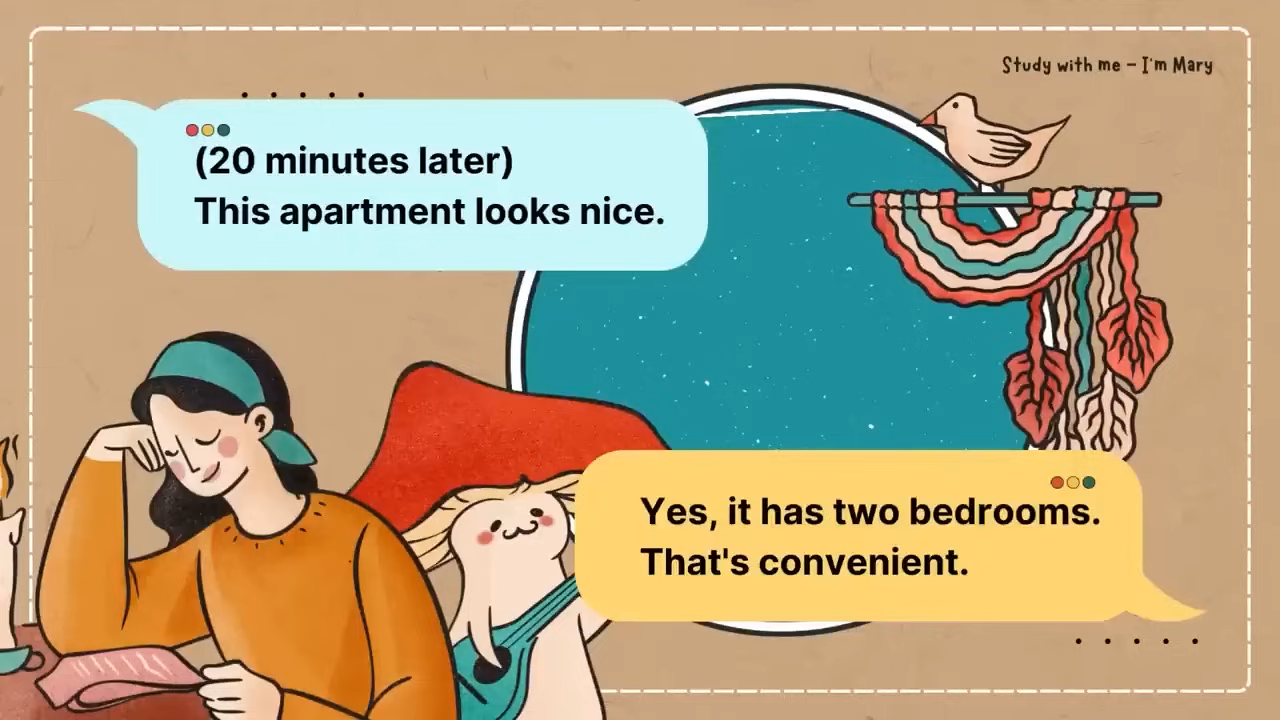 Study with me - I'm Mary
(20 minutes later)
This apartment looks nice.
Yes, it has two bedrooms.
That's convenient.